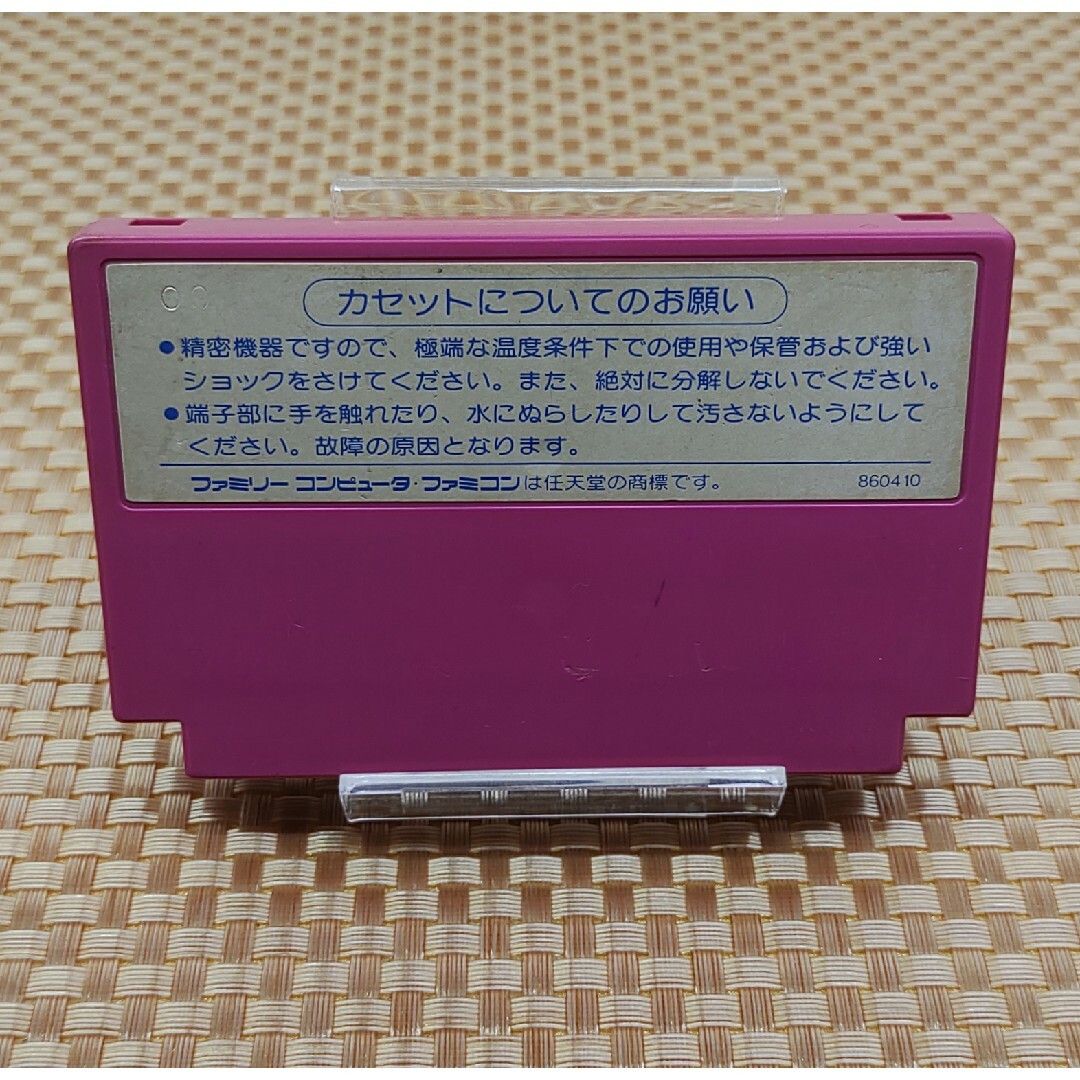 カセットについてのお願い
●精密機器ですので、極端な温度条件下での使用や保管および強い
ショックをさけてください。また、絶対に分解しないでください。
●端子部に手を触れたり、水にぬらしたりして汚さないようにして
ください。故障の原因となります。
ファミリーコンピュータ・ファミコンは任天堂の商標です。 860410